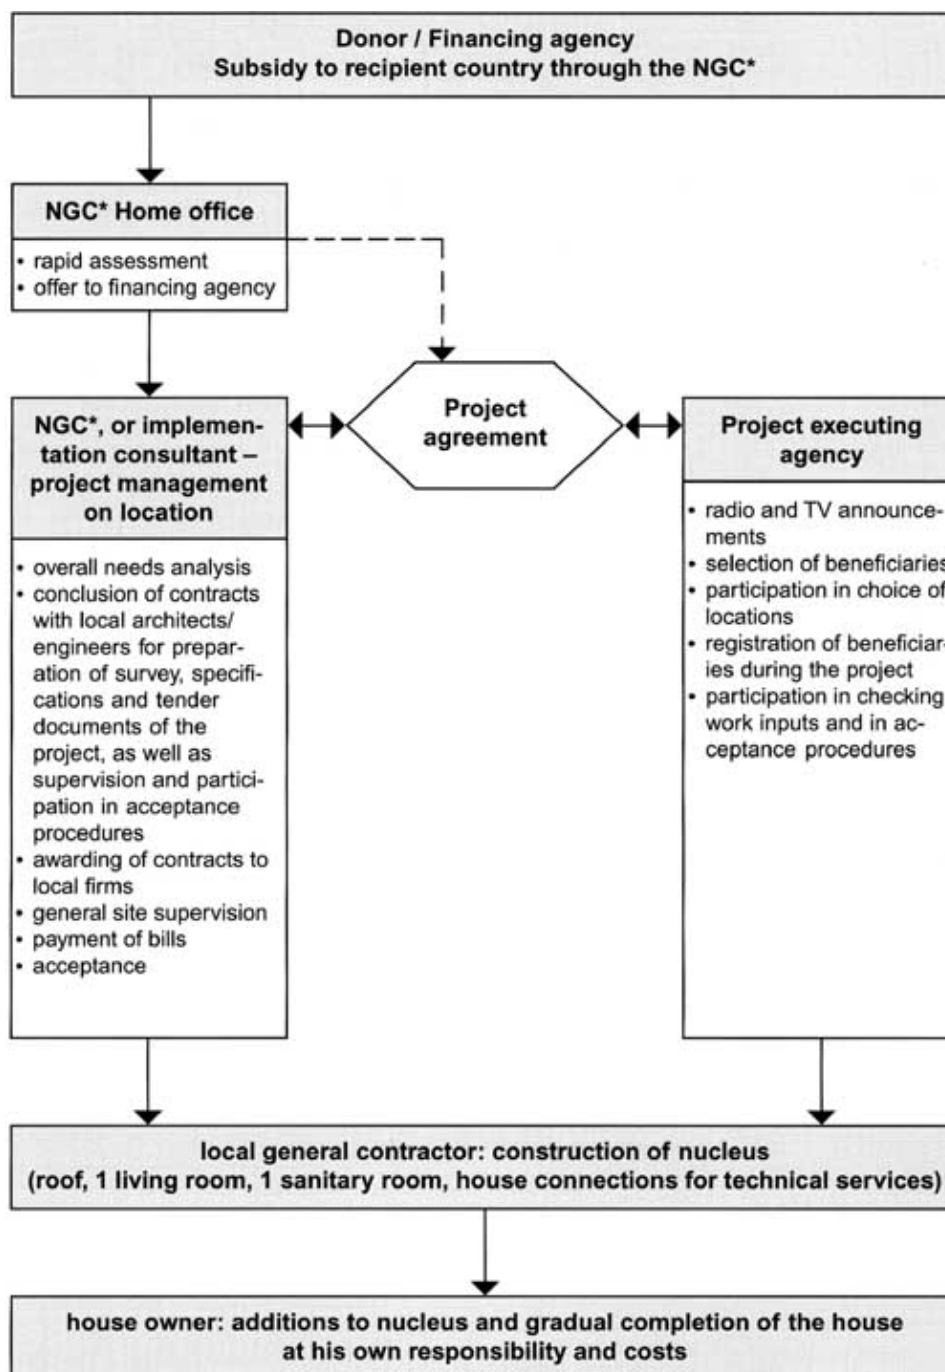 Donor / Financing agency
Subsidy to recipient country through the NGC*
NGC* Home office
• rapid assessment
• offer to financing agency
Project
agreement
NGC*, or implemen-
tation consultant –
project management
on location
• overall needs analysis
• conclusion of contracts
with local architects/
engineers for prepar-
ation of survey, specifi-
cations and tender
documents of the
project, as well as
supervision and partici-
pation in acceptance
procedures
• awarding of contracts to
local firms
• general site supervision
• payment of bills
• acceptance
Project executing
agency
• radio and TV announce-
ments
• selection of beneficiaries
• participation in choice of
locations
• registration of beneficiar-
ies during the project
• participation in checking
work inputs and in ac-
ceptance procedures
local general contractor: construction of nucleus
(roof, 1 living room, 1 sanitary room, house connections for technical services)
house owner: additions to nucleus and gradual completion of the house
at his own responsibility and costs